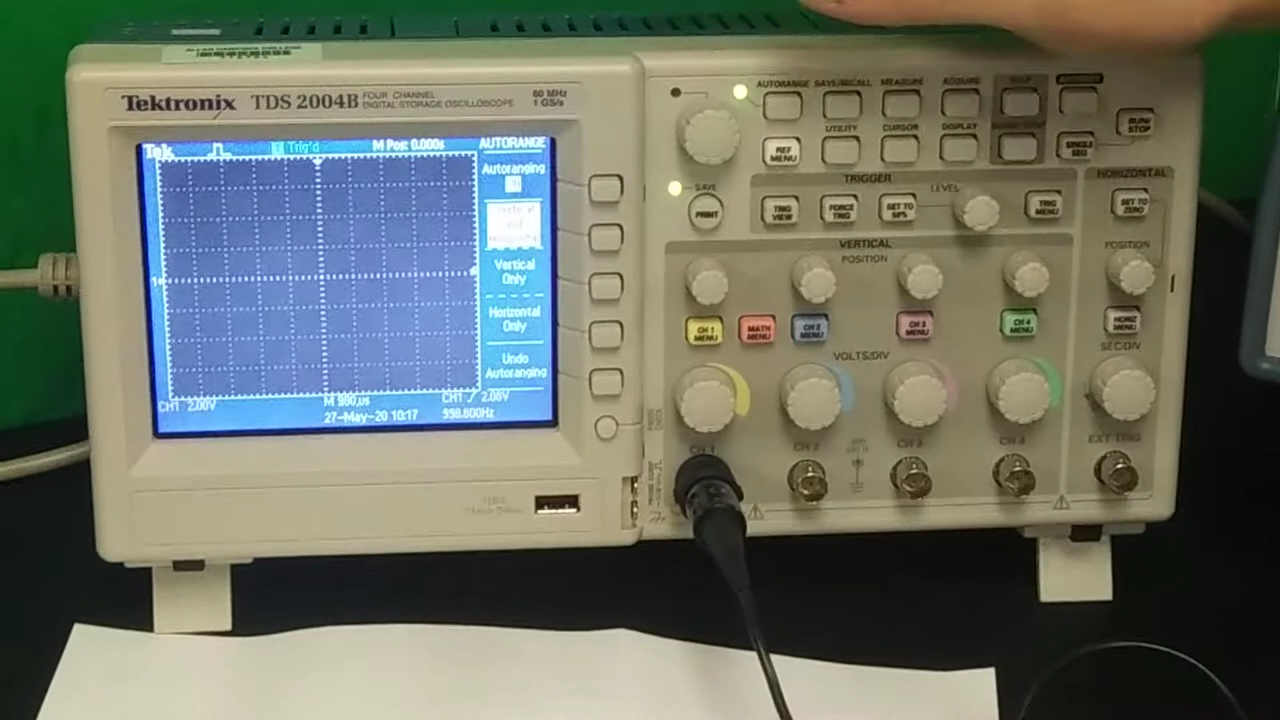 Tektronix TDS 2004B FOUR CHANNEL DIGITAL STORAGE OSCILLOSCOPE
60 MHz
1 GS/s
Tek Trig'd M Pos: 0.000s AUTORANGE
Autoranging
Vertical
and
Horizontal
Vertical
Only
Horizontal
Only
Undo
Autoranging
CH1 2.00V
CH1
2.00V
27-May-20 10:17
AUTORANGE SAVE/RECALL MEASURE ACQUIRE
UTILITY CURSOR DISPLAY
REF
MENU
RUN/
STOP
SINGLE
SEQ
SAVE
PRINT
TRIGGER
LEVEL
TRIG
VIEW
FORCE
TRIG
SET TO
50%
TRIG
MENU
HORIZONTAL
SET TO
ZERO
POSITION
HORIZ
MENU
SEC/DIV
VERTICAL
POSITION
CH 1
MENU
MATH
MENU
CH 2
MENU
CH 3
MENU
CH 4
MENU
VOLTS/DIV
CH 1
CH 2
CH 3
CH 4
EXT TRIG